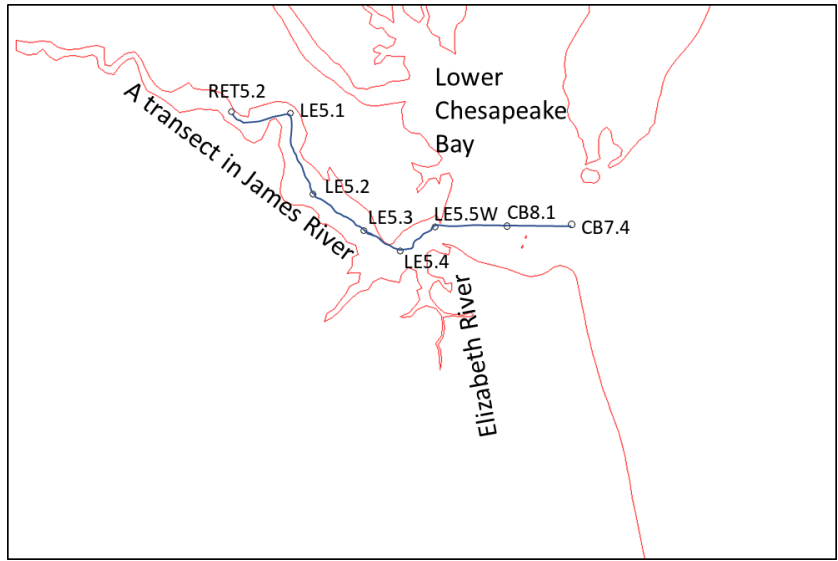 Lower
Chesapeake
Bay
RET5.2
LE5.1
A transect in James River
LE5.2
LE5.3
LE5.5W
CB8.1
CB7.4
LE5.4
Elizabeth River